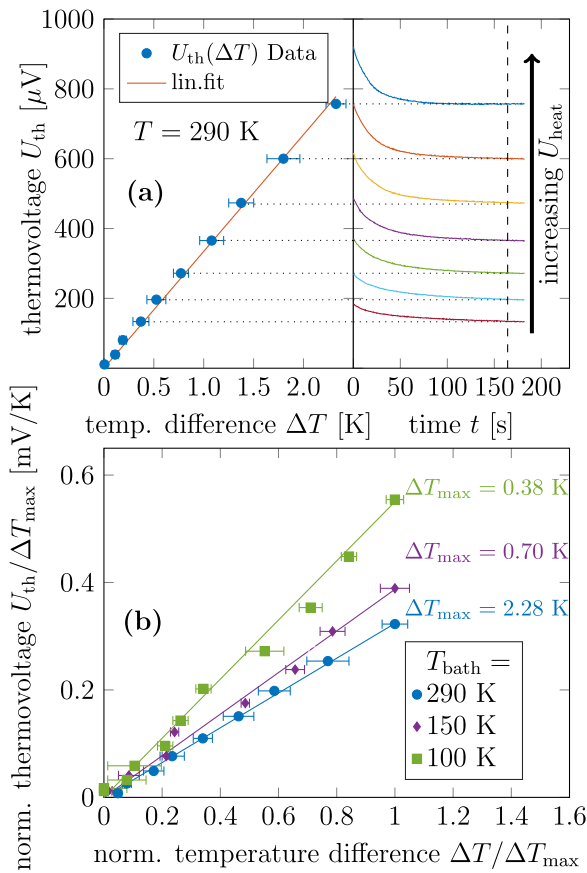 1000
800
600
400
200
thermovoltage U_th [μV]
U_th(ΔT) Data
lin.fit
T = 290 K
(a)
increasing U_heat
0 0.5 1 1.5 2 0 50 100 150 200
temp. difference ΔT [K] time t [s]
norm. thermovoltage U_th/ΔT_max [mV/K]
0.6
0.4
0.2
0
ΔT_max = 0.38 K
ΔT_max = 0.70 K
ΔT_max = 2.28 K
(b)
T_bath =
290 K
150 K
100 K
0 0.2 0.4 0.6 0.8 1 1.2 1.4 1.6
norm. temperature difference ΔT/ΔT_max